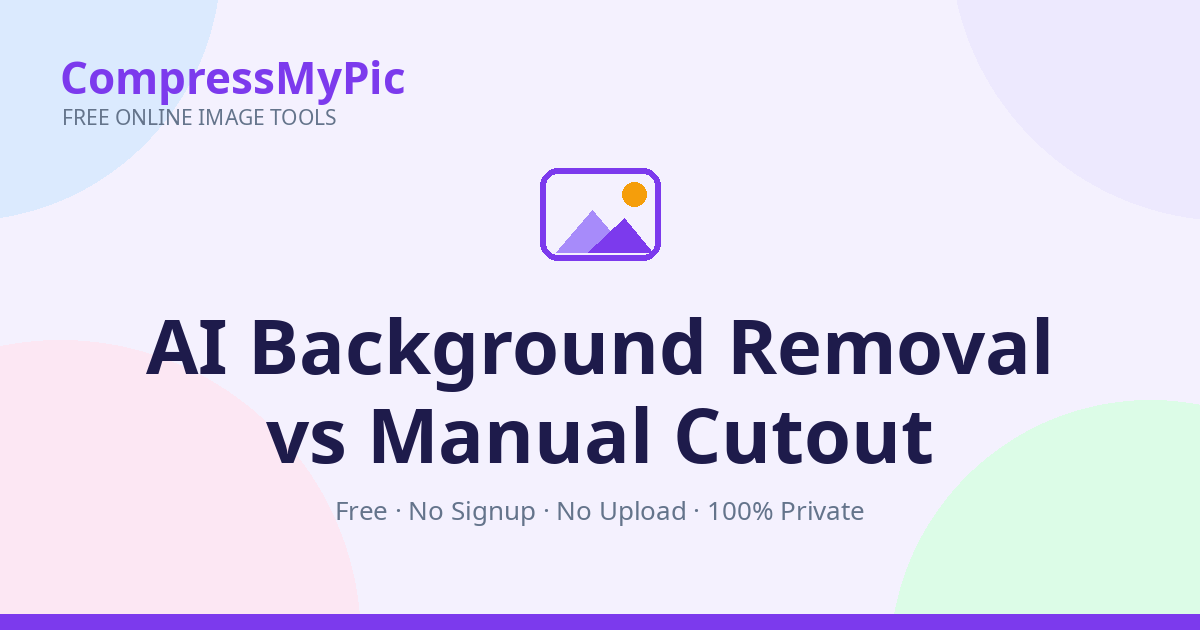 CompressMyPic
FREE ONLINE IMAGE TOOLS
AI Background Removal
vs Manual Cutout
Free · No Signup · No Upload · 100% Private